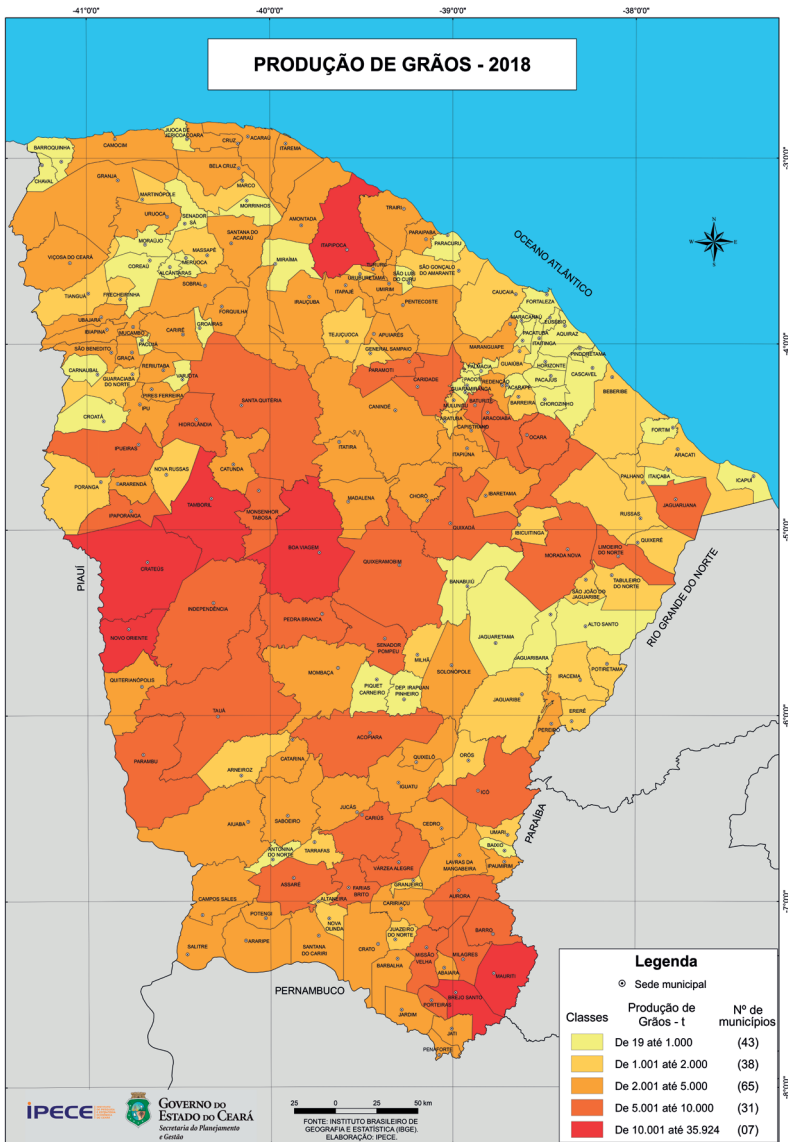 -41°0'0"
-40°0'0"
-39°0'0"
-38°0'0"
PRODUÇÃO DE GRÃOS - 2018
-3°0'0"
-4°0'0"
-5°0'0"
-6°0'0"
-7°0'0"
-8°0'0"
N
W
E
S
OCEANO ATLÂNTICO
PIAUÍ
RIO GRANDE DO NORTE
PARAÍBA
PERNAMBUCO
BARROQUINHA
CHAVAL
CAMOCIM
JIJOCA DE
JERICOACOARA
CRUZ
ACARAÚ
ITAREMA
BELA CRUZ
GRANJA
MARCO
MARTINÓPOLE
MORRINHOS
URUOCA
SENADOR
SÁ
AMONTADA
ITAPIPOCA
TRAIRI
PARAIPABA
PARACURU
MORAÚJO
SANTANA DO
ACARAÚ
MASSAPÊ
VIÇOSA DO CEARÁ
COREAÚ
MERUOCA
ALCÂNTARAS
MIRAÍMA
TURURU
URUBURETAMA
SÃO LUIS
DO CURU
SÃO GONÇALO
DO AMARANTE
UMIRIM
SOBRAL
ITAPAJÉ
TIANGUA
FRECHEIRINHA
IRAUÇUBA
PENTECOSTE
CAUCAIA
FORTALEZA
UBAJARA
FORQUILHA
MARACANAÚ
EUSÉBIO
IBIAPINA
MUCAMBO
CARIRÉ
GROAIRAS
TEJUÇUOCA
APUIARES
PACATUBA
AQUIRAZ
ITAITINGA
PACUJÁ
SÃO BENEDITO
GRAÇA
GENERAL SAMPAIO
MARANGUAPE
PINDORETAMA
GUAIÚBA
HORIZONTE
CASCAVEL
CARNAUBAL
RERIUTABA
GUARACIABA
DO NORTE
VARJOTA
PARAMOTI
CARIDADE
PALMÁCIA
PACOTI
REDENÇÃO
ACARAPE
PACAJUS
GUARAMIRANGA
PIRES FERREIRA
BARREIRA
CHOROZINHO
BEBERIBE
MULUNGU
BATURITÉ
CROATÁ
IPU
SANTA QUITÉRIA
CANINDÉ
ARATUBA
CAPISTRANO
ARACOIABA
HIDROLÂNDIA
OCARA
FORTIM
ARACATI
IPUEIRAS
ITATIRA
ITAPIÚNA
NOVA RUSSAS
CATUNDA
PORANGA
ARARENDÁ
TAMBORIL
MONSENHOR
TABOSA
MADALENA
CHORÓ
IBARETAMA
PALHANO
ITAIÇABA
ICAPUÍ
JAGUARUANA
RUSSAS
IPAPORANGA
BOA VIAGEM
QUIXADÁ
IBICUITINGA
QUIXERÉ
CRATEÚS
QUIXERAMOBIM
MORADA NOVA
LIMOEIRO
DO NORTE
BANABUIÚ
SÃO JOÃO DO
JAGUARIBE
TABULEIRO
DO NORTE
INDEPENDÊNCIA
PEDRA BRANCA
NOVO ORIENTE
SENADOR
POMPEU
JAGUARETAMA
ALTO SANTO
JAGUARIBARA
MILHÃ
MOMBAÇA
SOLONÓPOLE
POTIRETAMA
IRACEMA
QUITERIANÓPOLIS
PIQUET
CARNEIRO
DEP. IRAPUAN
PINHEIRO
JAGUARIBE
ERERÊ
PEREIRO
TAUÁ
ACOPIARA
PARAMBU
CATARINA
QUIXELÔ
ORÓS
ARNEIROZ
IGUATU
ICÓ
JUCÁS
CARIÚS
AIUABA
SABOEIRO
CEDRO
UMARI
BAIXIO
TARRAFAS
ANTONINA
DO NORTE
IPAUMIRIM
VARZEA ALEGRE
LAVRAS DA
MANGABEIRA
ASSARÉ
FARIAS
BRITO
GRANJEIRO
AURORA
CAMPOS SALES
ALTANEIRA
CARIRIAÇU
POTENGI
NOVA
OLINDA
JUAZEIRO
DO NORTE
BARRO
SALITRE
ARARIPE
SANTANA
DO CARIRI
CRATO
MISSÃO
VELHA
MILAGRES
BARBALHA
ABAIARA
MAURITI
BREJO SANTO
PORTEIRAS
JARDIM
JATI
PENAFORTE
Legenda
Sede municipal
Classes
Produção de
Grãos - t
Nº de
municípios
De 19 até 1.000 (43)
De 1.001 até 2.000 (38)
De 2.001 até 5.000 (65)
De 5.001 até 10.000 (31)
De 10.001 até 35.924 (07)
iPECE
GOVERNO DO
ESTADO DO CEARÁ
Secretaria do Planejamento
e Gestão
25 0 25 50 km
FONTE: INSTITUTO BRASILEIRO DE
GEOGRAFIA E ESTATÍSTICA (IBGE).
ELABORAÇÃO: IPECE.